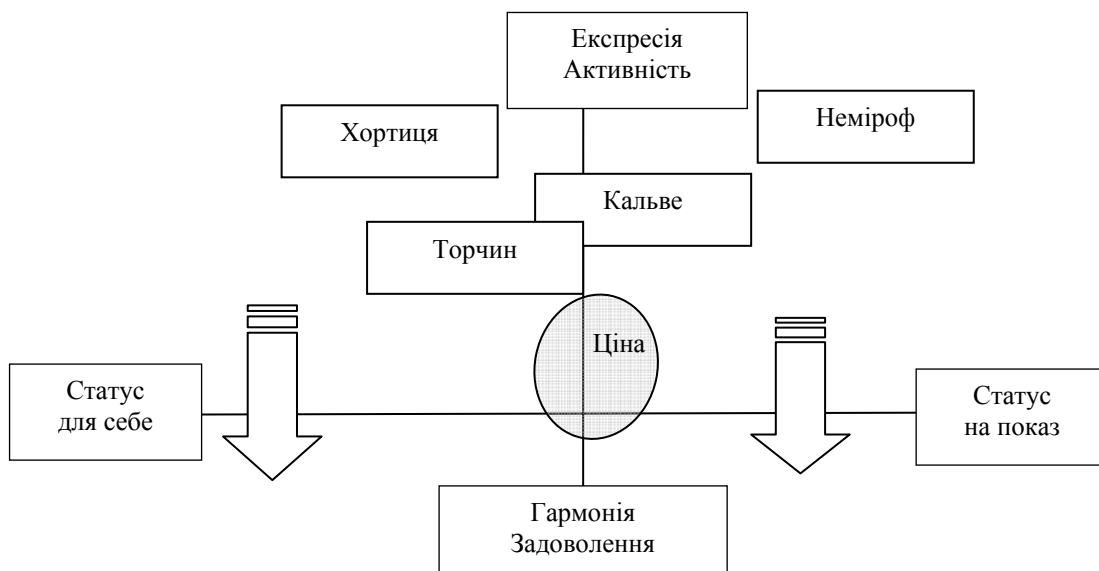 Експресія
Активність
Неміроф
Хортиця
Кальве
Торчин
Ціна
Статус
для себе
Статус
на показ
Гармонія
Задоволення